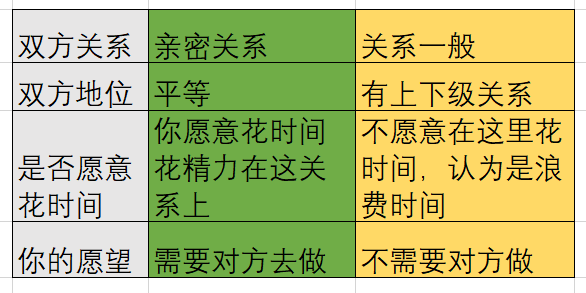 双方关系 亲密关系 关系一般
双方地位 平等 有上下级关系
是否愿意
花时间
你愿意花时间
花精力在这关
系上
不愿意在这里花
时间，认为是浪
费时间
你的愿望 需要对方去做 不需要对方做